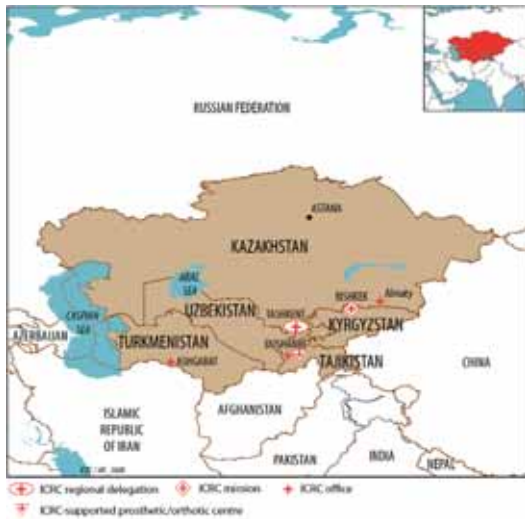 RUSSIAN FEDERATION
ASTANA
KAZAKHSTAN
ARAL
SEA
BISHKEK
Almaty
UZBEKISTAN
TASHKENT
CASPIAN
SEA
KYRGYZSTAN
AZERBAIJAN
TURKMENISTAN
DUSHANBE
ASHGABAT
TAJIKISTAN
CHINA
ISLAMIC
REPUBLIC
OF IRAN
AFGHANISTAN
PAKISTAN
INDIA
NEPAL
ICRC regional delegation ICRC mission ICRC office
ICRC-supported prosthetic/orthotic centre